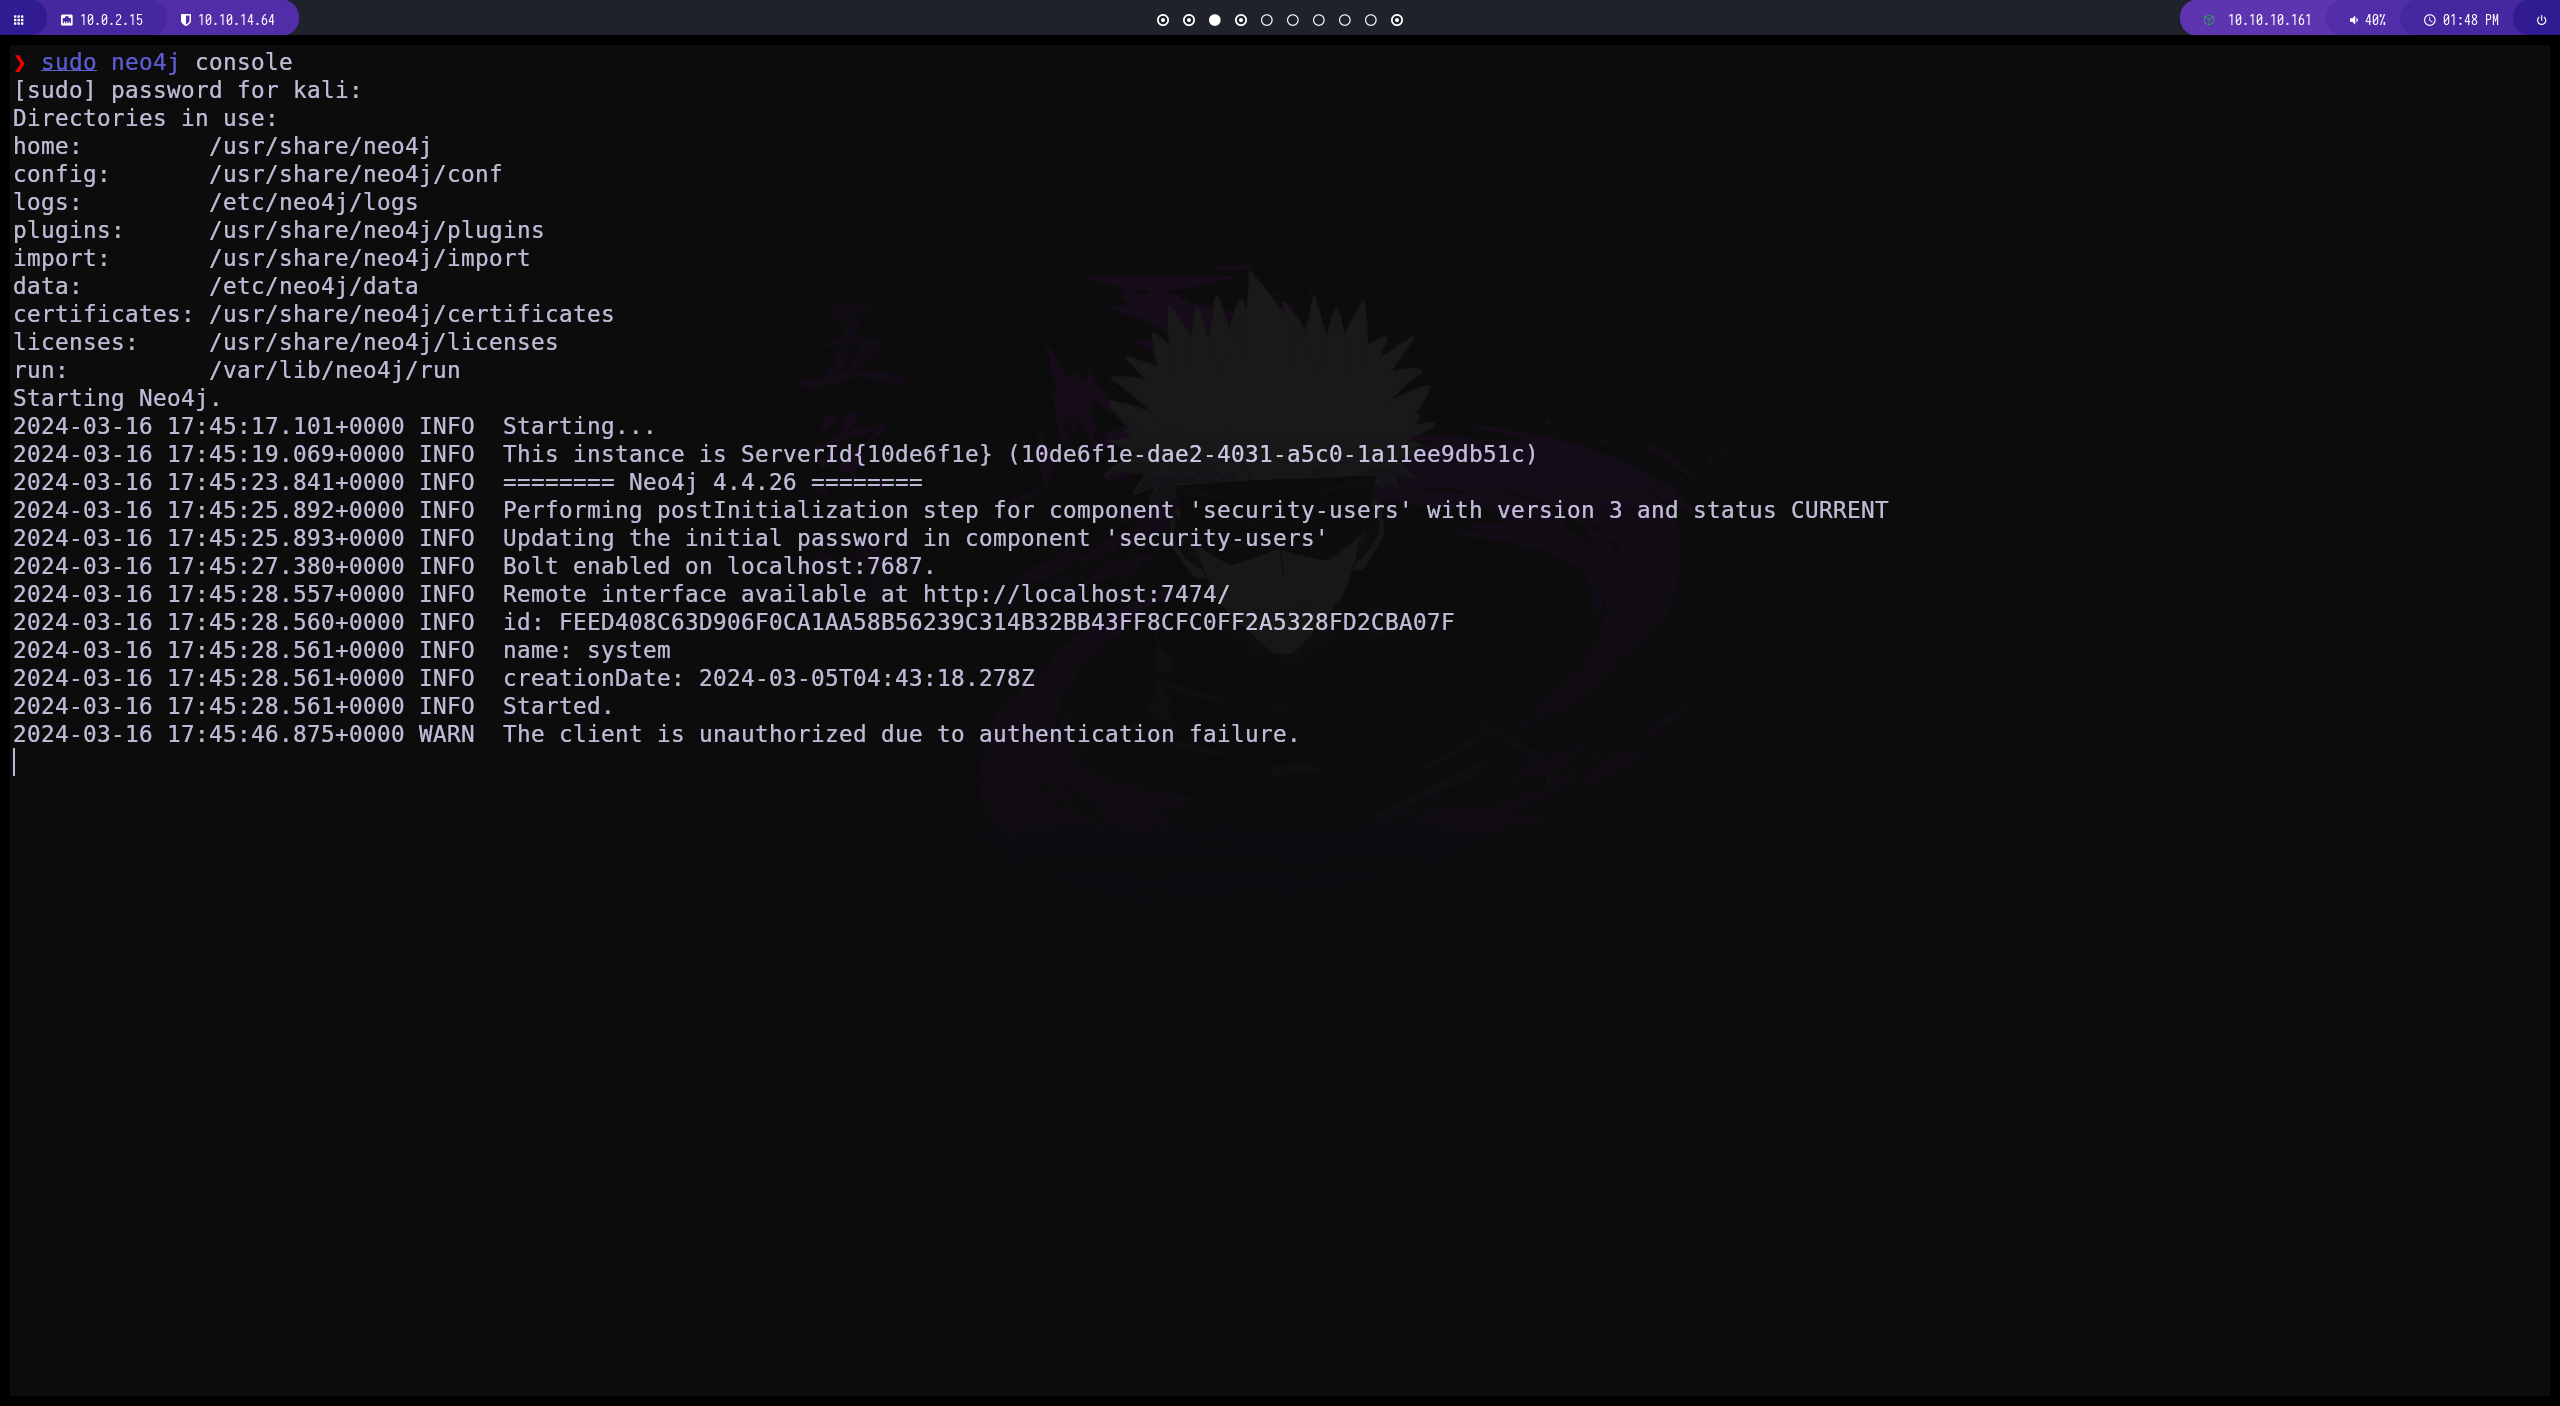 10.0.2.15 10.10.14.64 10.10.10.161 40% 01:48 PM
❯ sudo neo4j console
[sudo] password for kali:
Directories in use:
home:         /usr/share/neo4j
config:       /usr/share/neo4j/conf
logs:         /etc/neo4j/logs
plugins:      /usr/share/neo4j/plugins
import:       /usr/share/neo4j/import
data:         /etc/neo4j/data
certificates: /usr/share/neo4j/certificates
licenses:     /usr/share/neo4j/licenses
run:          /var/lib/neo4j/run
Starting Neo4j.
2024-03-16 17:45:17.101+0000 INFO  Starting...
2024-03-16 17:45:19.069+0000 INFO  This instance is ServerId{10de6f1e} (10de6f1e-dae2-4031-a5c0-1a11ee9db51c)
2024-03-16 17:45:23.841+0000 INFO  ======== Neo4j 4.4.26 ========
2024-03-16 17:45:25.892+0000 INFO  Performing postInitialization step for component 'security-users' with version 3 and status CURRENT
2024-03-16 17:45:25.893+0000 INFO  Updating the initial password in component 'security-users'
2024-03-16 17:45:27.380+0000 INFO  Bolt enabled on localhost:7687.
2024-03-16 17:45:28.557+0000 INFO  Remote interface available at http://localhost:7474/
2024-03-16 17:45:28.560+0000 INFO  id: FEED408C63D906F0CA1AA58B56239C314B32BB43FF8CFC0FF2A5328FD2CBA07F
2024-03-16 17:45:28.561+0000 INFO  name: system
2024-03-16 17:45:28.561+0000 INFO  creationDate: 2024-03-05T04:43:18.278Z
2024-03-16 17:45:28.561+0000 INFO  Started.
2024-03-16 17:45:46.875+0000 WARN  The client is unauthorized due to authentication failure.